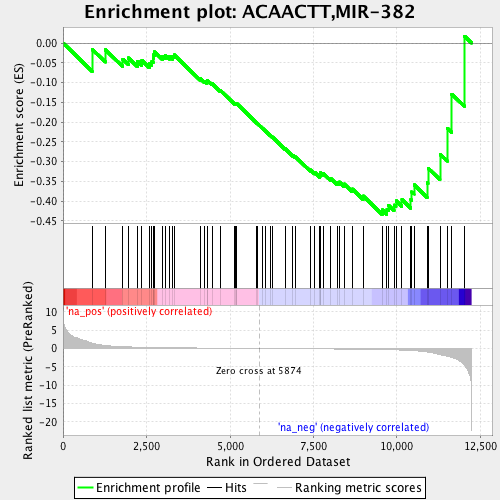 Enrichment plot: ACAACTT,MIR-382
Enrichment score (ES)
0.00
-0.05
-0.10
-0.15
-0.20
-0.25
-0.30
-0.35
-0.40
-0.45
Ranked list metric (PreRanked)
10
5
0
-5
-10
-15
-20
'na_pos' (positively correlated)
Zero cross at 5874
'na_neg' (negatively correlated)
0
2,500
5,000
7,500
10,000
12,500
Rank in Ordered Dataset
Enrichment profile
Hits
Ranking metric scores